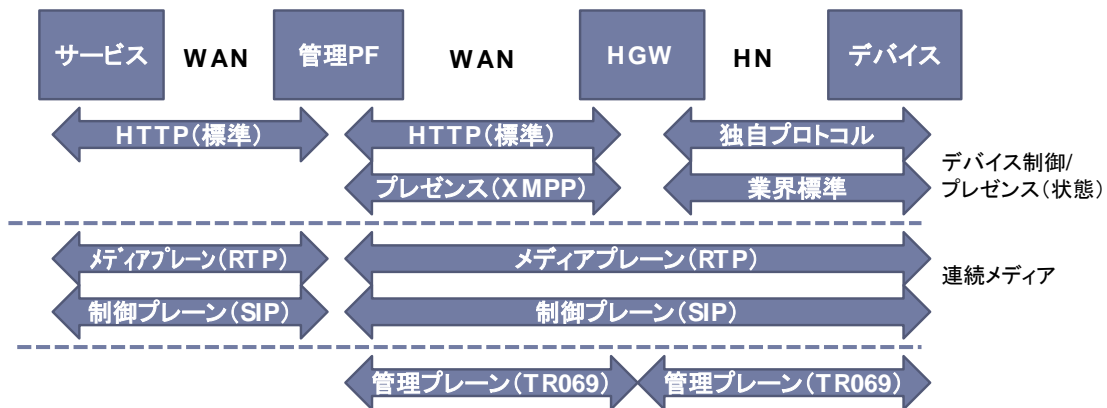 サービス
WAN
管理PF
WAN
HGW
HN
デバイス
HTTP(標準)
HTTP(標準)
独自プロトコル
プレゼンス(XMPP)
業界標準
デバイス制御/
プレゼンス(状態)
メディアプレーン(RTP)
メディアプレーン(RTP)
制御プレーン(SIP)
制御プレーン(SIP)
連続メディア
管理プレーン(TR069)
管理プレーン(TR069)